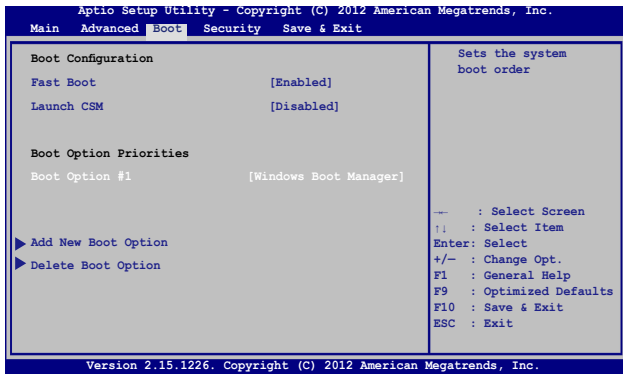 Aptio Setup Utility - Copyright (C) 2012 American Megatrends, Inc.
Main Advanced Boot Security Save & Exit
Boot Configuration
Fast Boot [Enabled]
Launch CSM [Disabled]
Boot Option Priorities
Boot Option #1 [Windows Boot Manager]
Add New Boot Option
Delete Boot Option
Sets the system
boot order
→← : Select Screen
↑↓ : Select Item
Enter: Select
+/— : Change Opt.
F1 : General Help
F9 : Optimized Defaults
F10 : Save & Exit
ESC : Exit
Version 2.15.1226. Copyright (C) 2012 American Megatrends, Inc.